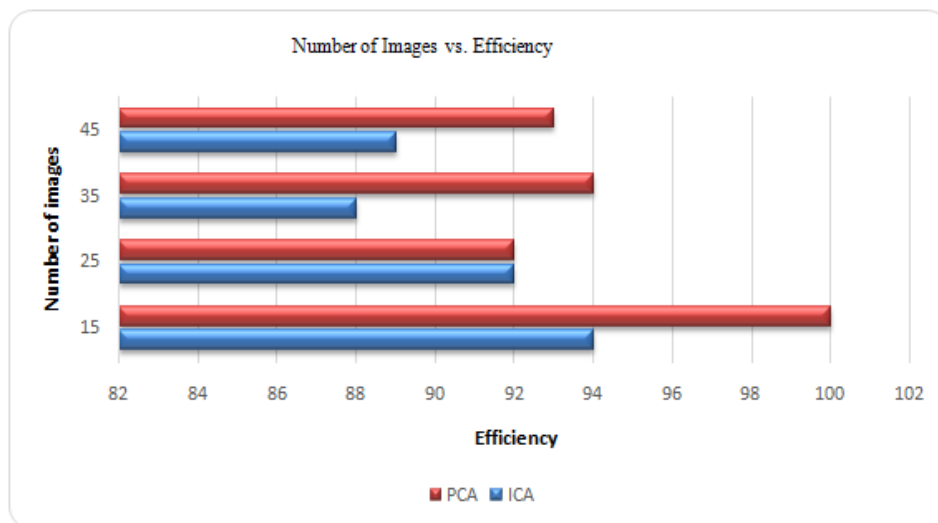 Number of Images vs. Efficiency
Number of images
45
35
25
15
82 84 86 88 90 92 94 96 98 100 102
Efficiency
PCA ICA